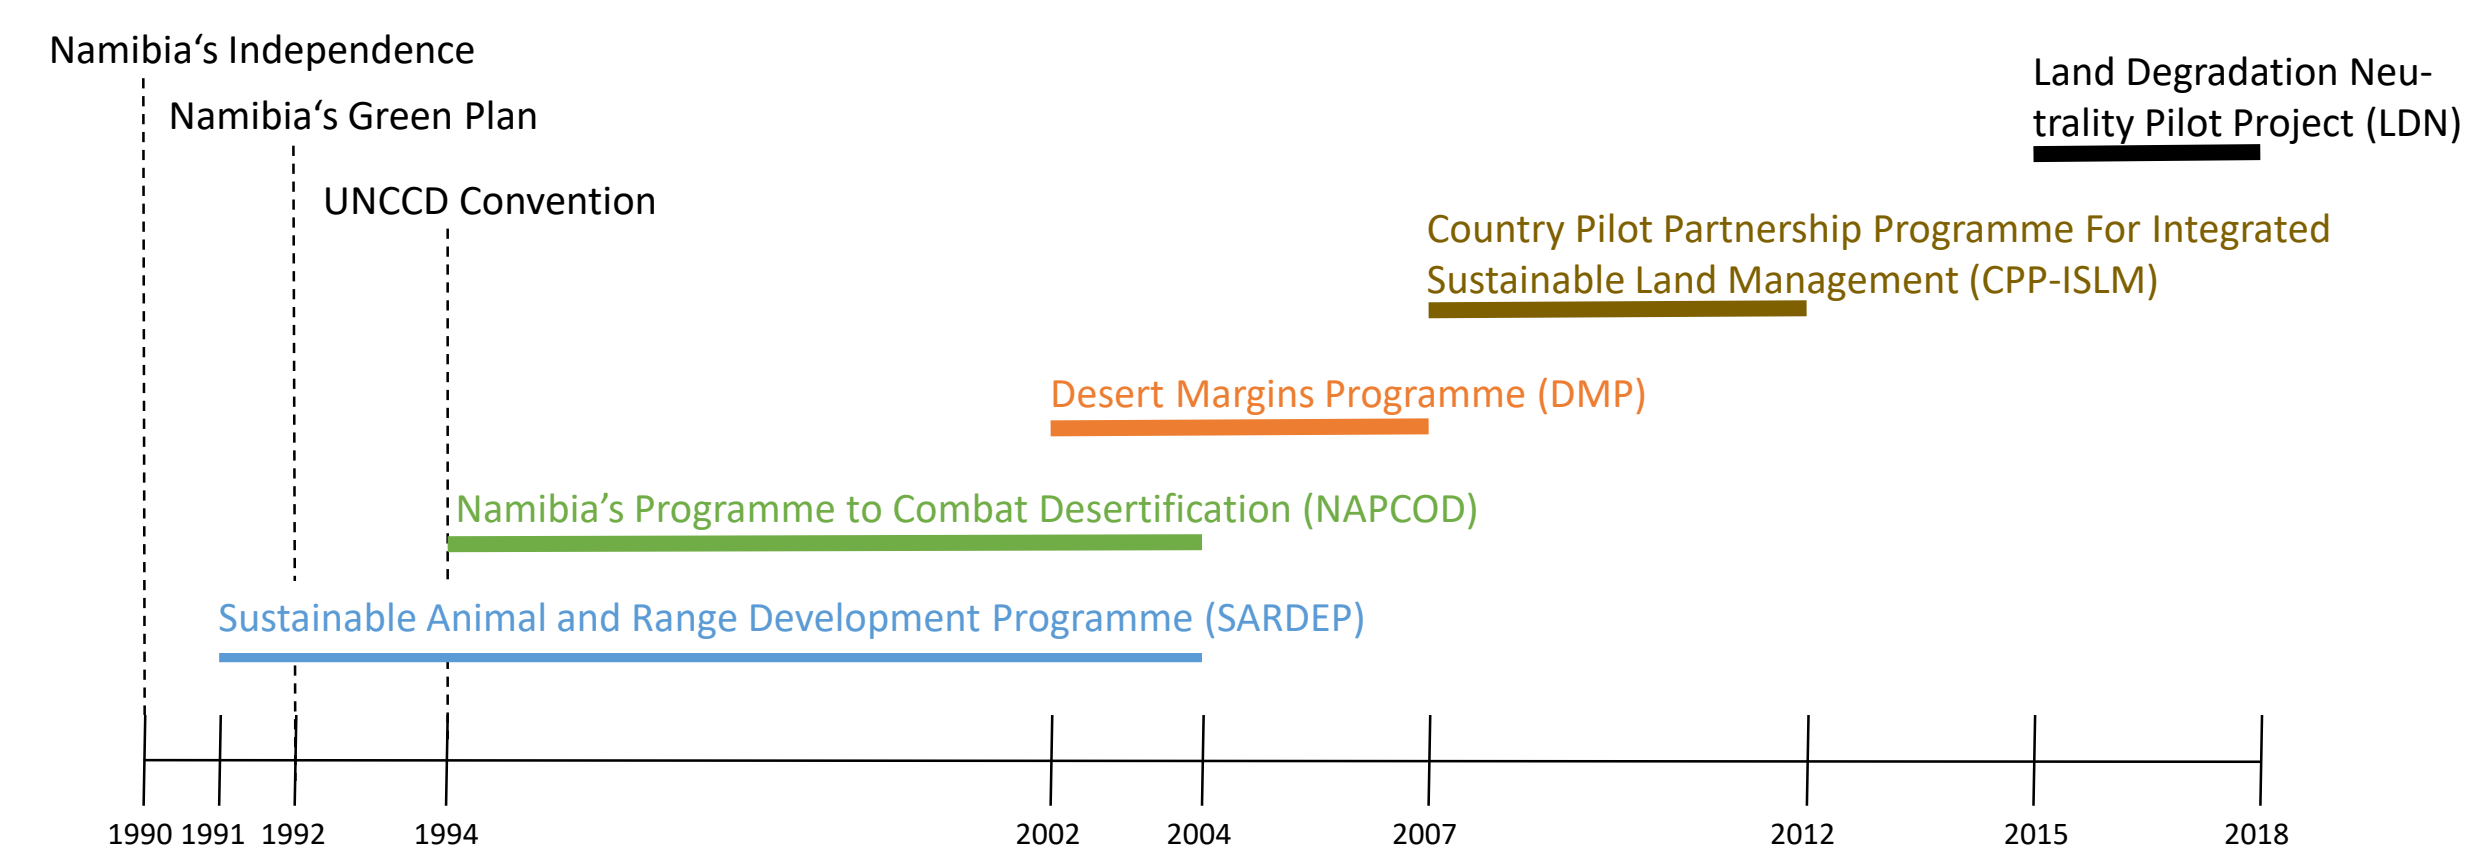 Namibia‘s Independence
Namibia‘s Green Plan
UNCCD Convention
Land Degradation Neu-
trality Pilot Project (LDN)
Country Pilot Partnership Programme For Integrated
Sustainable Land Management (CPP-ISLM)
Desert Margins Programme (DMP)
Namibia’s Programme to Combat Desertification (NAPCOD)
Sustainable Animal and Range Development Programme (SARDEP)
1990 1991 1992 1994 2002 2004 2007 2012 2015 2018